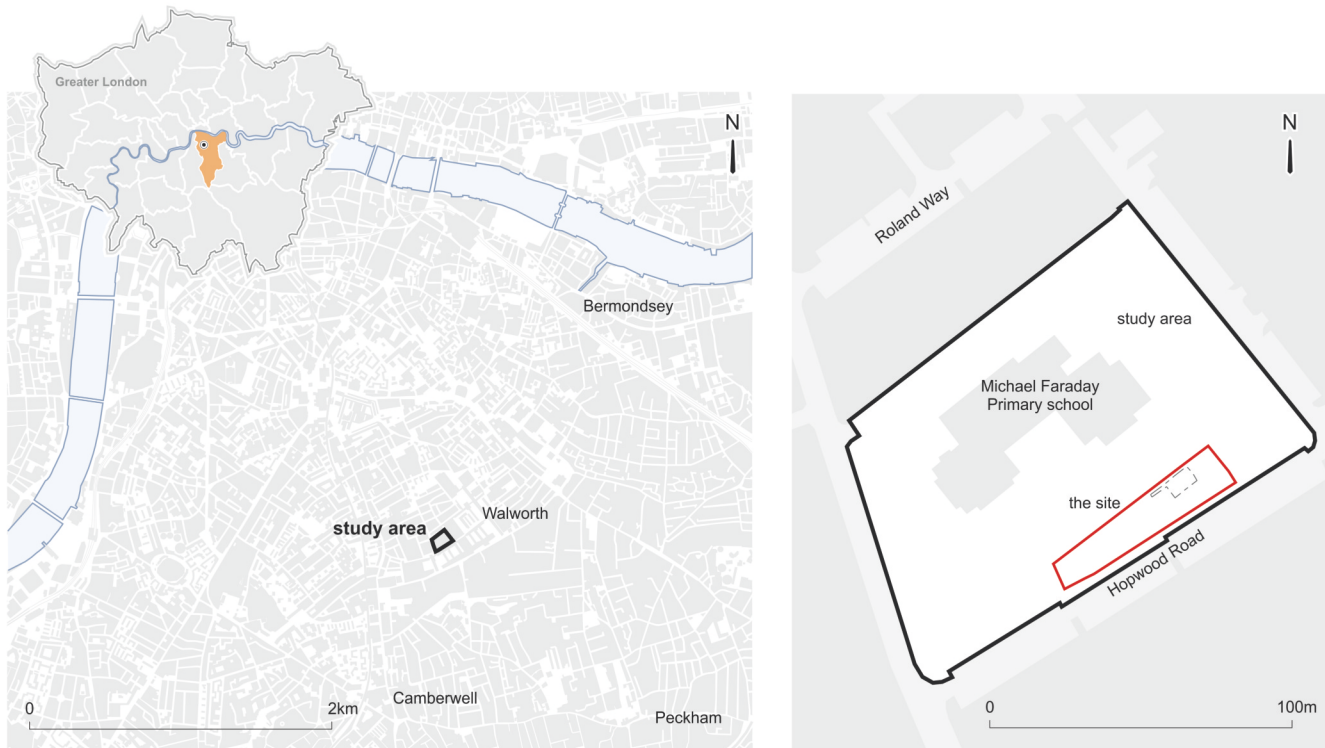 Greater London
N
Bermondsey
study area
Walworth
Camberwell
Peckham
0
2km
N
Roland Way
study area
Michael Faraday
Primary school
the site
Hopwood Road
0
100m